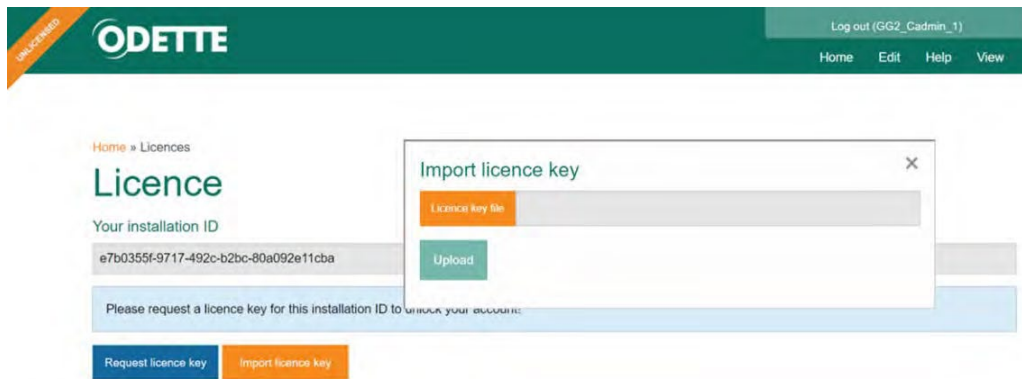 UNLICENSED
ODETTE
Log out (GG2_Cadmin_1)
Home Edit Help View
Home » Licences
Licence
Your installation ID
e7b0355f-9717-492c-b2bc-80a092e11cba
Please request a licence key for this installation ID to unlock your account!
Request licence key Import licence key
Import licence key ×
Licence key file
Upload